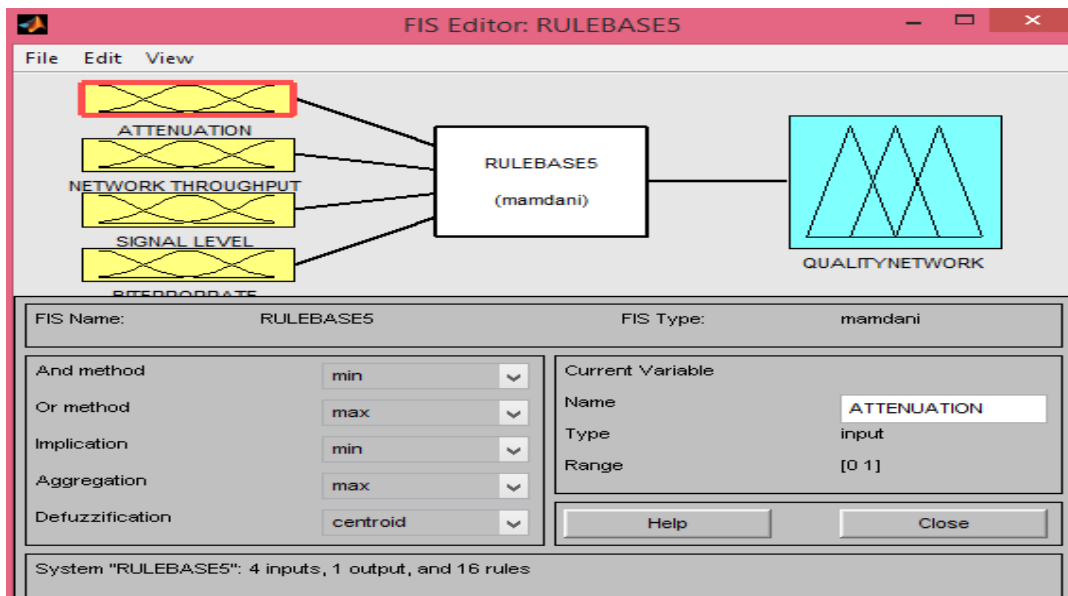 FIS Editor: RULEBASE5
File Edit View
ATTENUATION
NETWORK THROUGHPUT
SIGNAL LEVEL
RULEBASE5
(mamdani)
QUALITYNETWORK
FIS Name: RULEBASE5 FIS Type: mamdani
And method min
Or method max
Implication min
Aggregation max
Defuzzification centroid
Current Variable
Name ATTENUATION
Type input
Range [0 1]
Help Close
System "RULEBASE5": 4 inputs, 1 output, and 16 rules